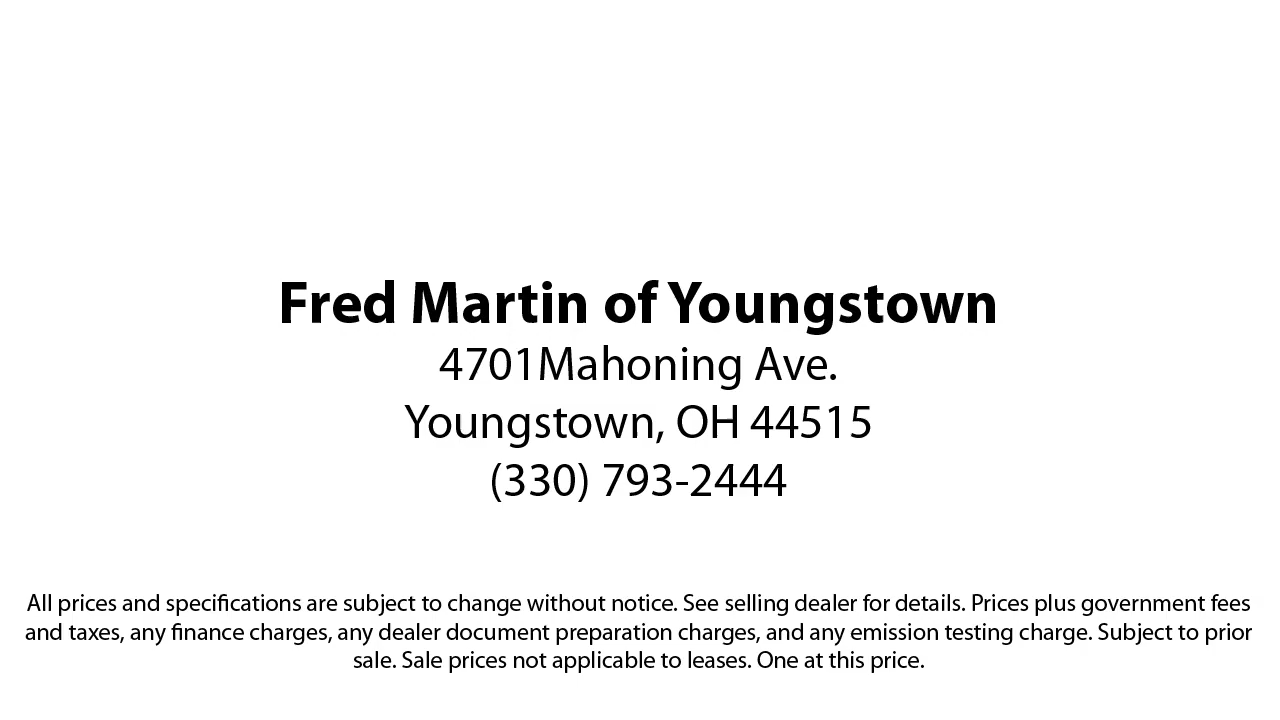 Fred Martin of Youngstown
4701Mahoning Ave.
Youngstown, OH 44515
(330) 793-2444
All prices and specifications are subject to change without notice. See selling dealer for details. Prices plus government fees
and taxes, any finance charges, any dealer document preparation charges, and any emission testing charge. Subject to prior
sale. Sale prices not applicable to leases. One at this price.